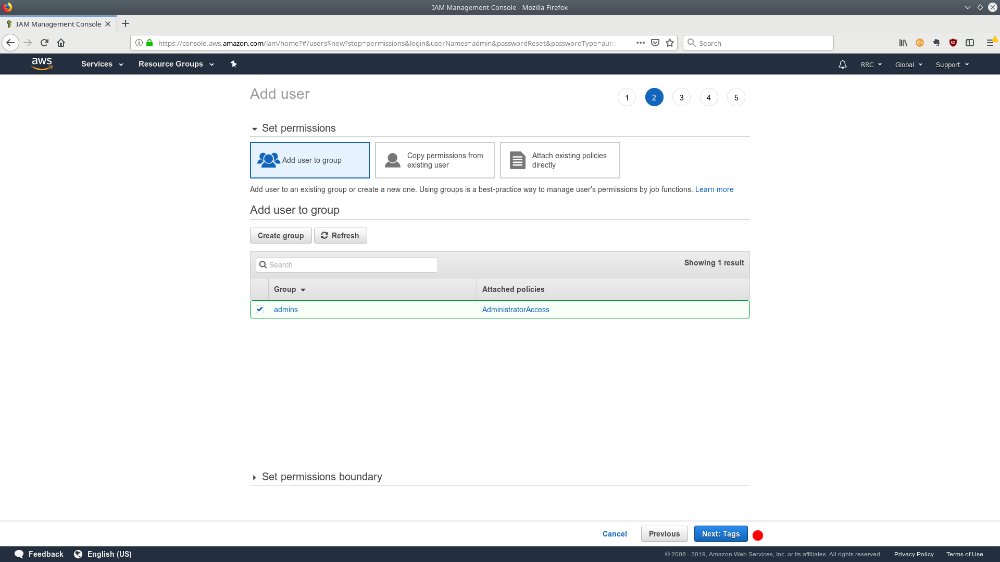 IAM Management Console - Mozilla Firefox
IAM Management Console
https://console.aws.amazon.com/iam/home?#/users$new?step=permissions&login&userNames=admin&passwordReset&passwordType=auto
Search
aws
Services
Resource Groups
RRC
Global
Support
Add user
1
2
3
4
5
Set permissions
Add user to group
Copy permissions from existing user
Attach existing policies directly
Add user to an existing group or create a new one. Using groups is a best-practice way to manage user's permissions by job functions. Learn more
Add user to group
Create group
Refresh
Search
Showing 1 result
Group
Attached policies
admins
AdministratorAccess
Set permissions boundary
Cancel
Previous
Next: Tags
Feedback
English (US)
© 2008 - 2019, Amazon Web Services, Inc. or its affiliates. All rights reserved.
Privacy Policy
Terms of Use